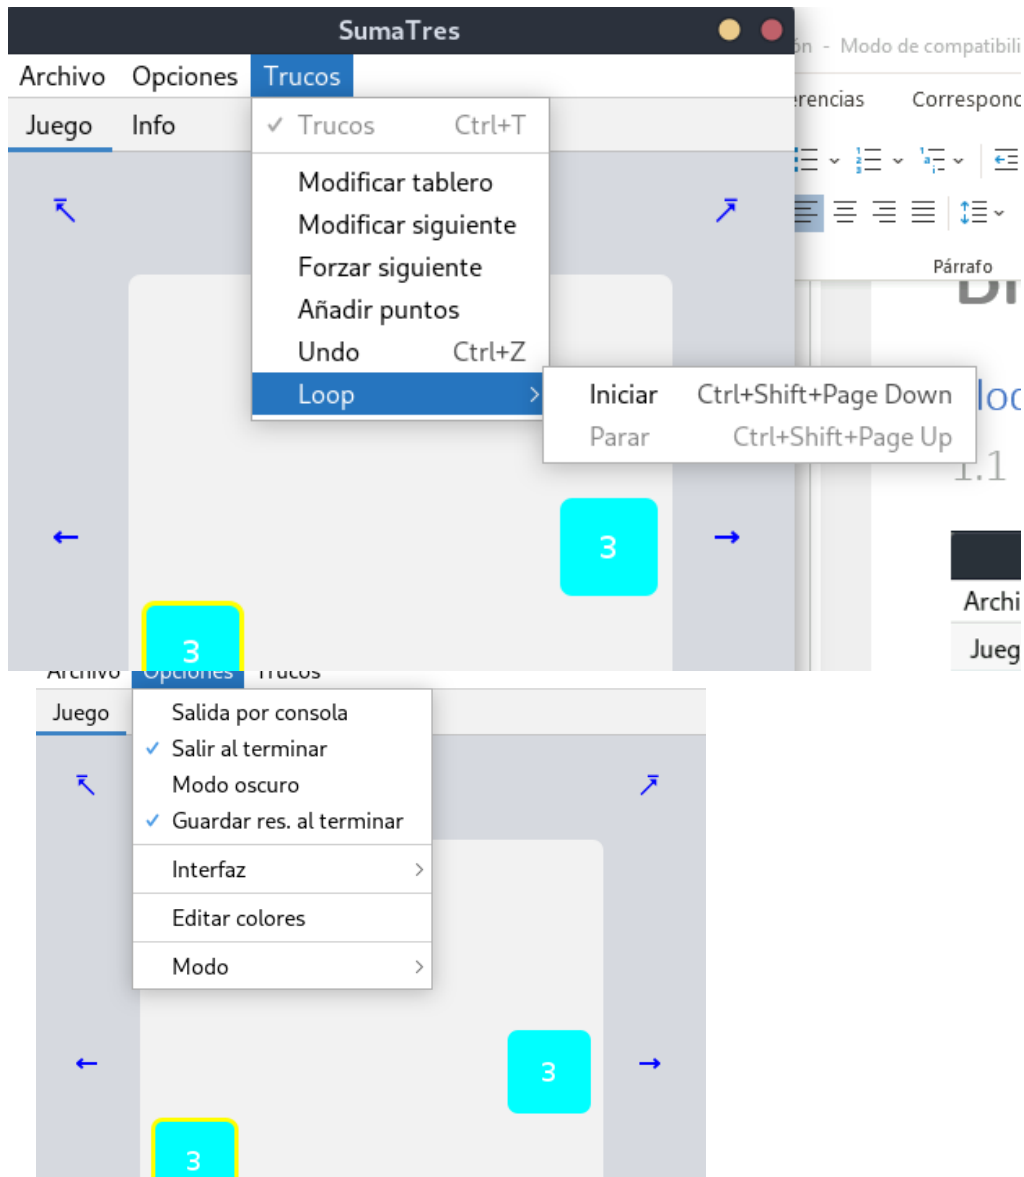 SumaTres
ón - Modo de compatibili
Archivo Opciones Trucos
erencias Correspond
Juego Info
✓ Trucos Ctrl+T
Modificar tablero
Modificar siguiente
Forzar siguiente
Párrafo
Añadir puntos
Undo Ctrl+Z
Loop >
Iniciar Ctrl+Shift+Page Down
Parar Ctrl+Shift+Page Up
1.1
3
3
Archi
Jueg
Archivo Opciones Trucos
Juego
Salida por consola
✓ Salir al terminar
Modo oscuro
✓ Guardar res. al terminar
Interfaz >
Editar colores
Modo >
3
3